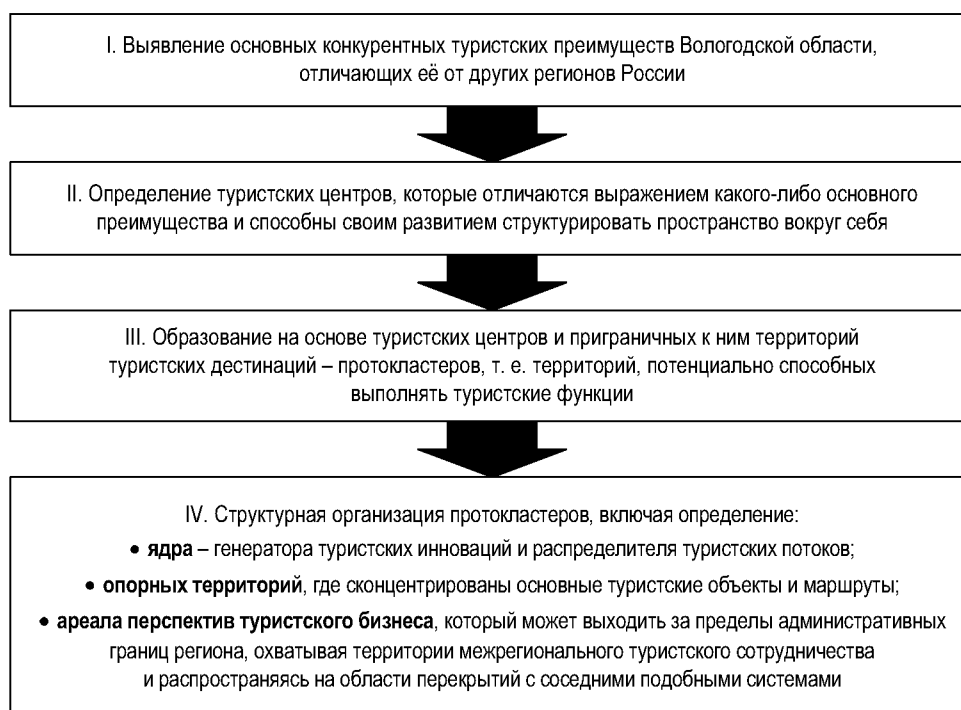 I. Выявление основных конкурентных туристских преимуществ Вологодской области,
отличающих её от других регионов России
II. Определение туристских центров, которые отличаются выражением какого-либо основного
преимущества и способны своим развитием структурировать пространство вокруг себя
III. Образование на основе туристских центров и приграничных к ним территорий
туристских дестинаций – протокластеров, т. е. территорий, потенциально способных
выполнять туристские функции
IV. Структурная организация протокластеров, включая определение:
• ядра – генератора туристских инноваций и распределителя туристских потоков;
• опорных территорий, где сконцентрированы основные туристские объекты и маршруты;
• ареала перспектив туристского бизнеса, который может выходить за пределы административных
границ региона, охватывая территории межрегионального туристского сотрудничества
и распространяясь на области перекрытий с соседними подобными системами